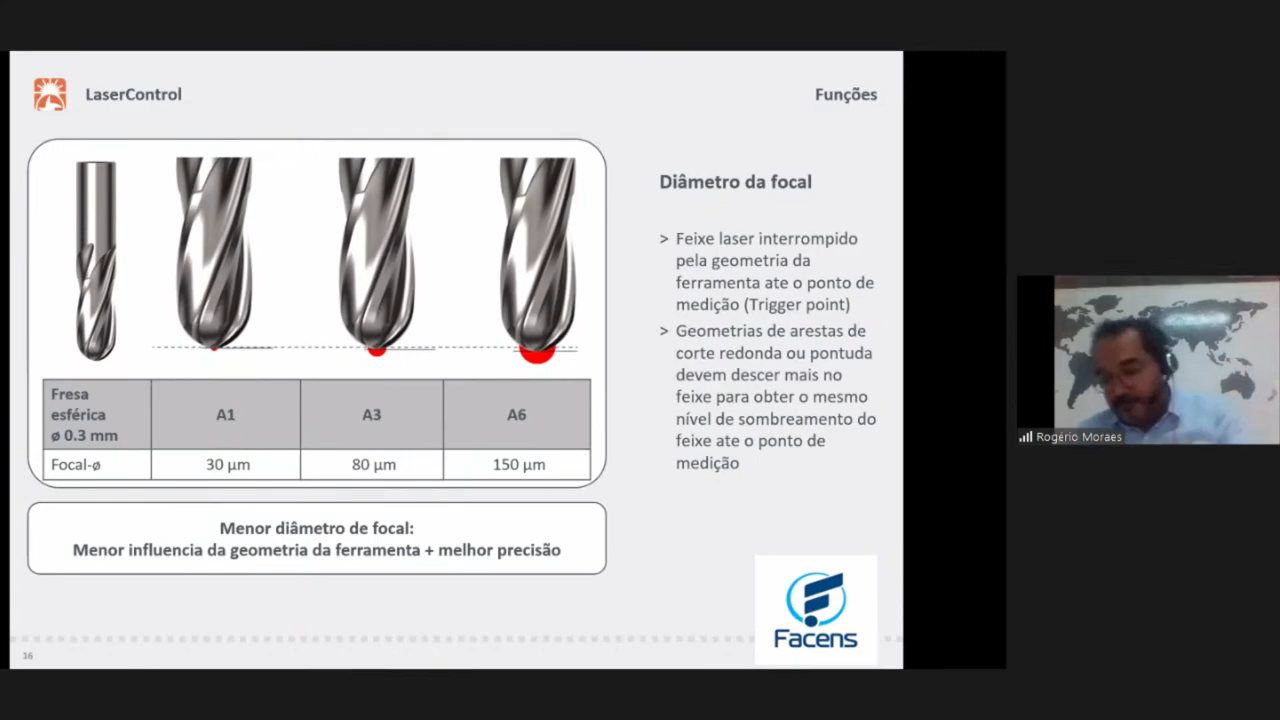 LaserControl
Funções
Fresa
esférica
ø 0.3 mm
A1
A3
A6
Focal-ø
30 µm
80 µm
150 µm
Menor diâmetro de focal:
Menor influencia da geometria da ferramenta + melhor precisão
Diâmetro da focal
> Feixe laser interrompido
pela geometria da
ferramenta ate o ponto de
medição (Trigger point)
> Geometrias de arestas de
corte redonda ou pontuda
devem descer mais no
feixe para obter o mesmo
nível de sombreamento do
feixe ate o ponto de
medição
Facens
16
Rogério Moraes